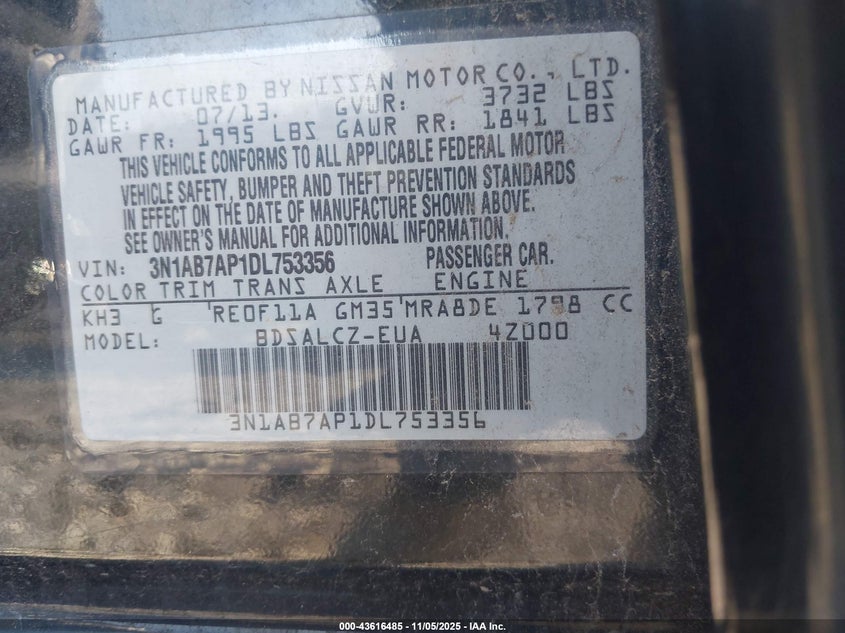 MANUFACTURED BY NISSAN MOTOR CO., LTD.
DATE: 07/13. GVWR: 3732 LBS
GAWR FR: 1995 LBS GAWR RR: 1841 LBS
THIS VEHICLE CONFORMS TO ALL APPLICABLE FEDERAL MOTOR
VEHICLE SAFETY, BUMPER AND THEFT PREVENTION STANDARDS
IN EFFECT ON THE DATE OF MANUFACTURE SHOWN ABOVE.
SEE OWNER'S MANUAL FOR ADDITIONAL INFORMATION.
VIN: 3N1AB7AP1DL753356 PASSENGER CAR.
COLOR TRIM TRANS AXLE ENGINE
KH3 G RE0F11A GM35 MRA8DE 1798 CC
MODEL: BDSALCZ-EUA 4Z000
3N1AB7AP1DL753356
000-43616485 - 11/05/2025 - IAA Inc.